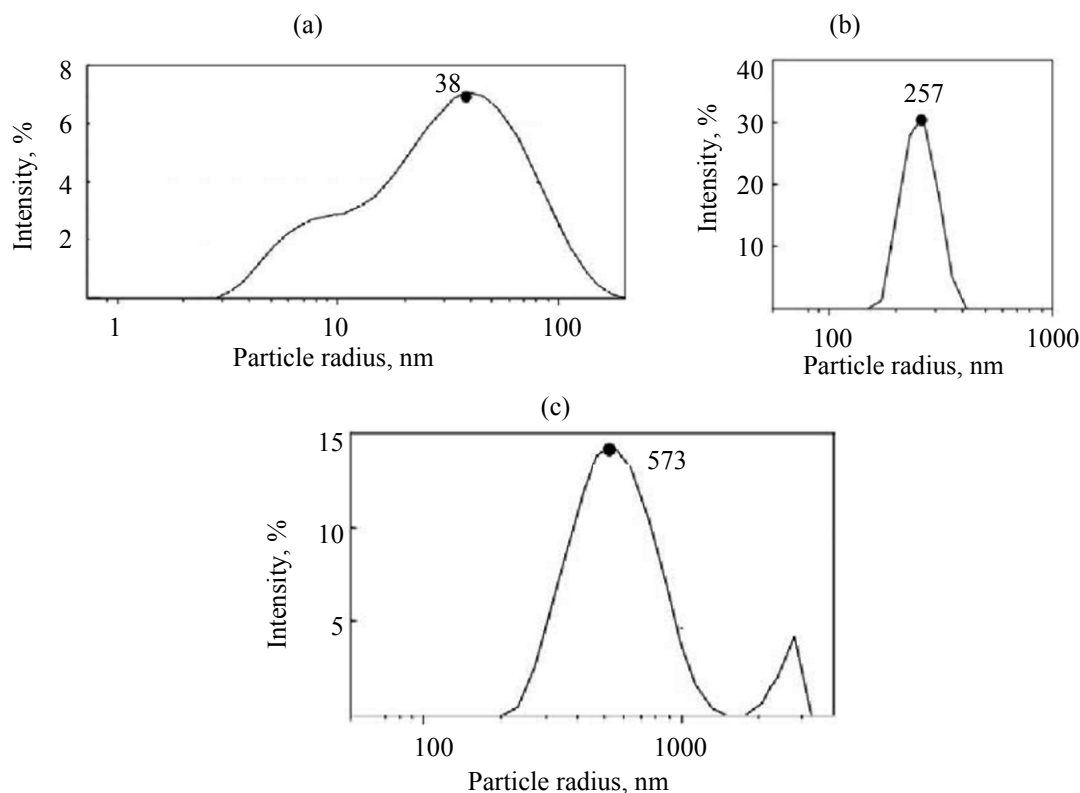 (a)
8
6
4
2
Intensity, %
38
1
10
100
Particle radius, nm
(b)
40
30
20
10
Intensity, %
257
100
1000
Particle radius, nm
(c)
15
10
5
Intensity, %
573
100
1000
Particle radius, nm